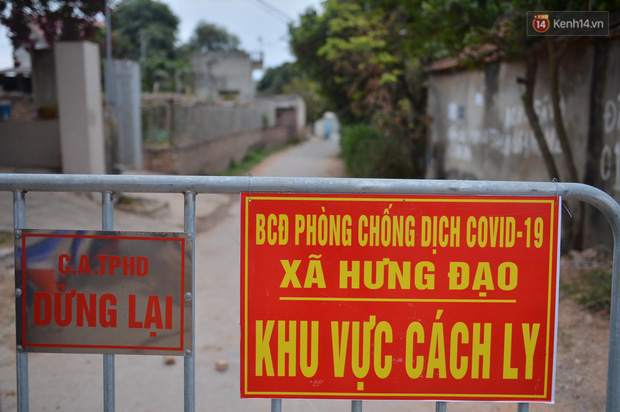 14 Kenh14.vn
BCĐ PHÒNG CHỐNG DỊCH COVID-19
XÃ HƯNG ĐẠO
KHU VỰC CÁCH LY
C.A.TPHD
DỪNG LẠI